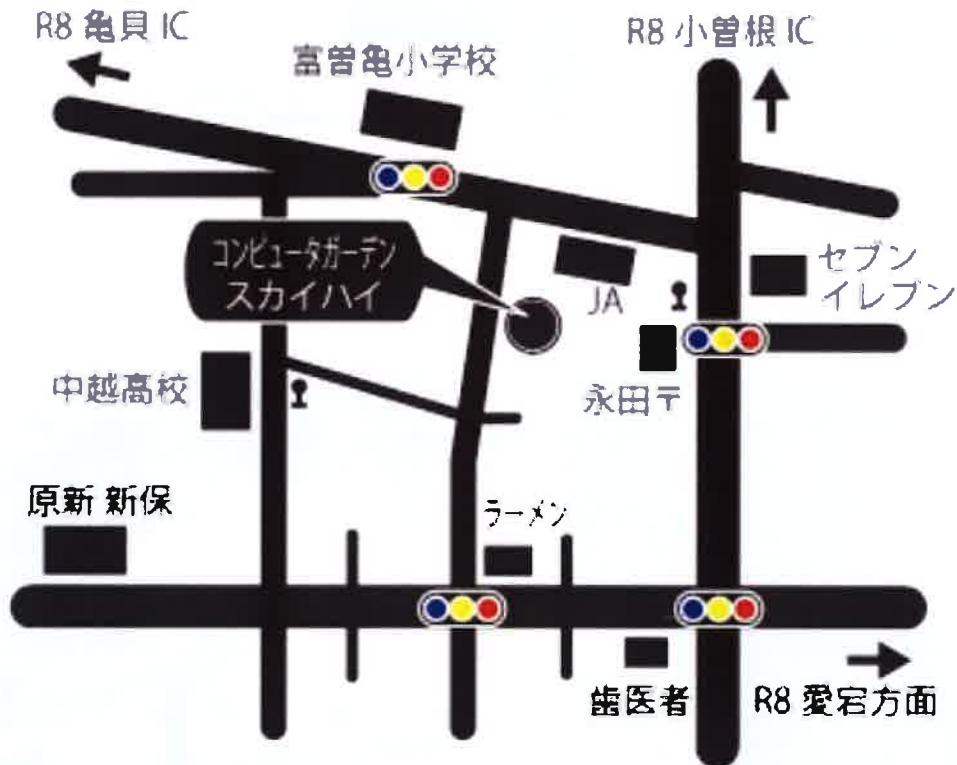 R8 亀貝 IC
R8 小曽根 IC
富曽亀小学校
コンピュータガーデン
スカイハイ
セブン
イレブン
JA
中越高校
永田〒
原新 新保
ラーメン
歯医者
R8 愛宕方面